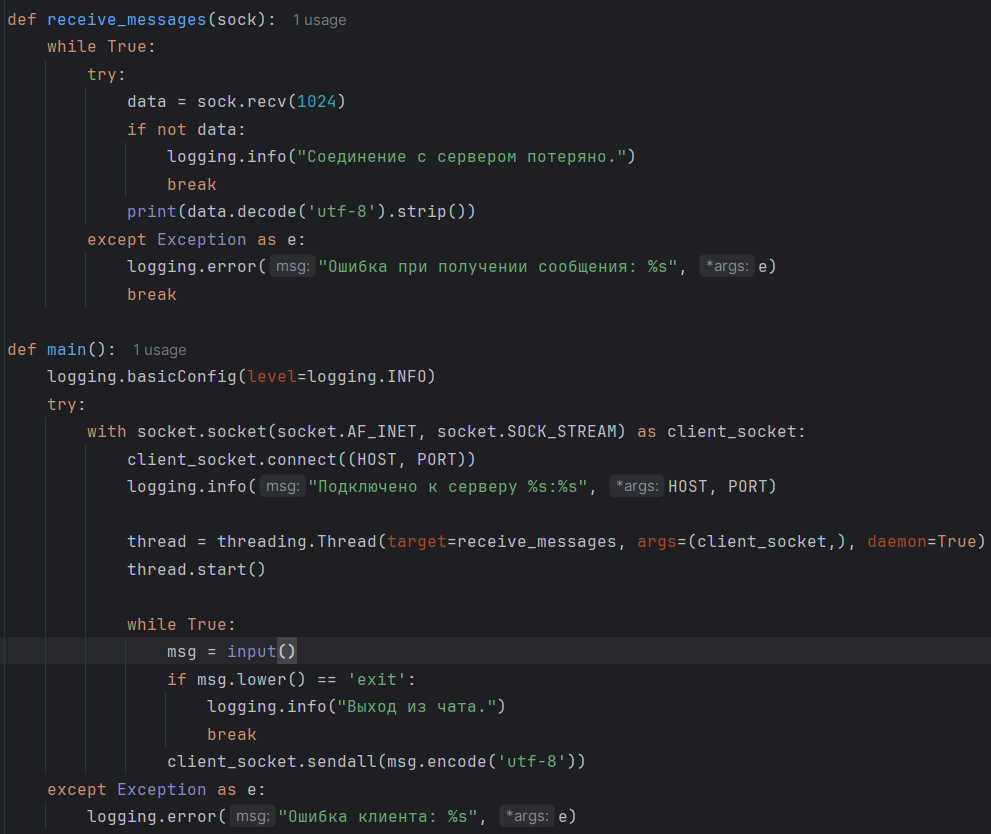 def receive_messages(sock): 1 usage
    while True:
        try:
            data = sock.recv(1024)
            if not data:
                logging.info("Соединение с сервером потеряно.")
                break
            print(data.decode('utf-8').strip())
        except Exception as e:
            logging.error( msg: "Ошибка при получении сообщения: %s", *args: e)
            break

def main(): 1 usage
    logging.basicConfig(level=logging.INFO)
    try:
        with socket.socket(socket.AF_INET, socket.SOCK_STREAM) as client_socket:
            client_socket.connect((HOST, PORT))
            logging.info( msg: "Подключено к серверу %s:%s", *args: HOST, PORT)

            thread = threading.Thread(target=receive_messages, args=(client_socket,), daemon=True)
            thread.start()

            while True:
                msg = input()
                if msg.lower() == 'exit':
                    logging.info("Выход из чата.")
                    break
                client_socket.sendall(msg.encode('utf-8'))
    except Exception as e:
        logging.error( msg: "Ошибка клиента: %s", *args: e)